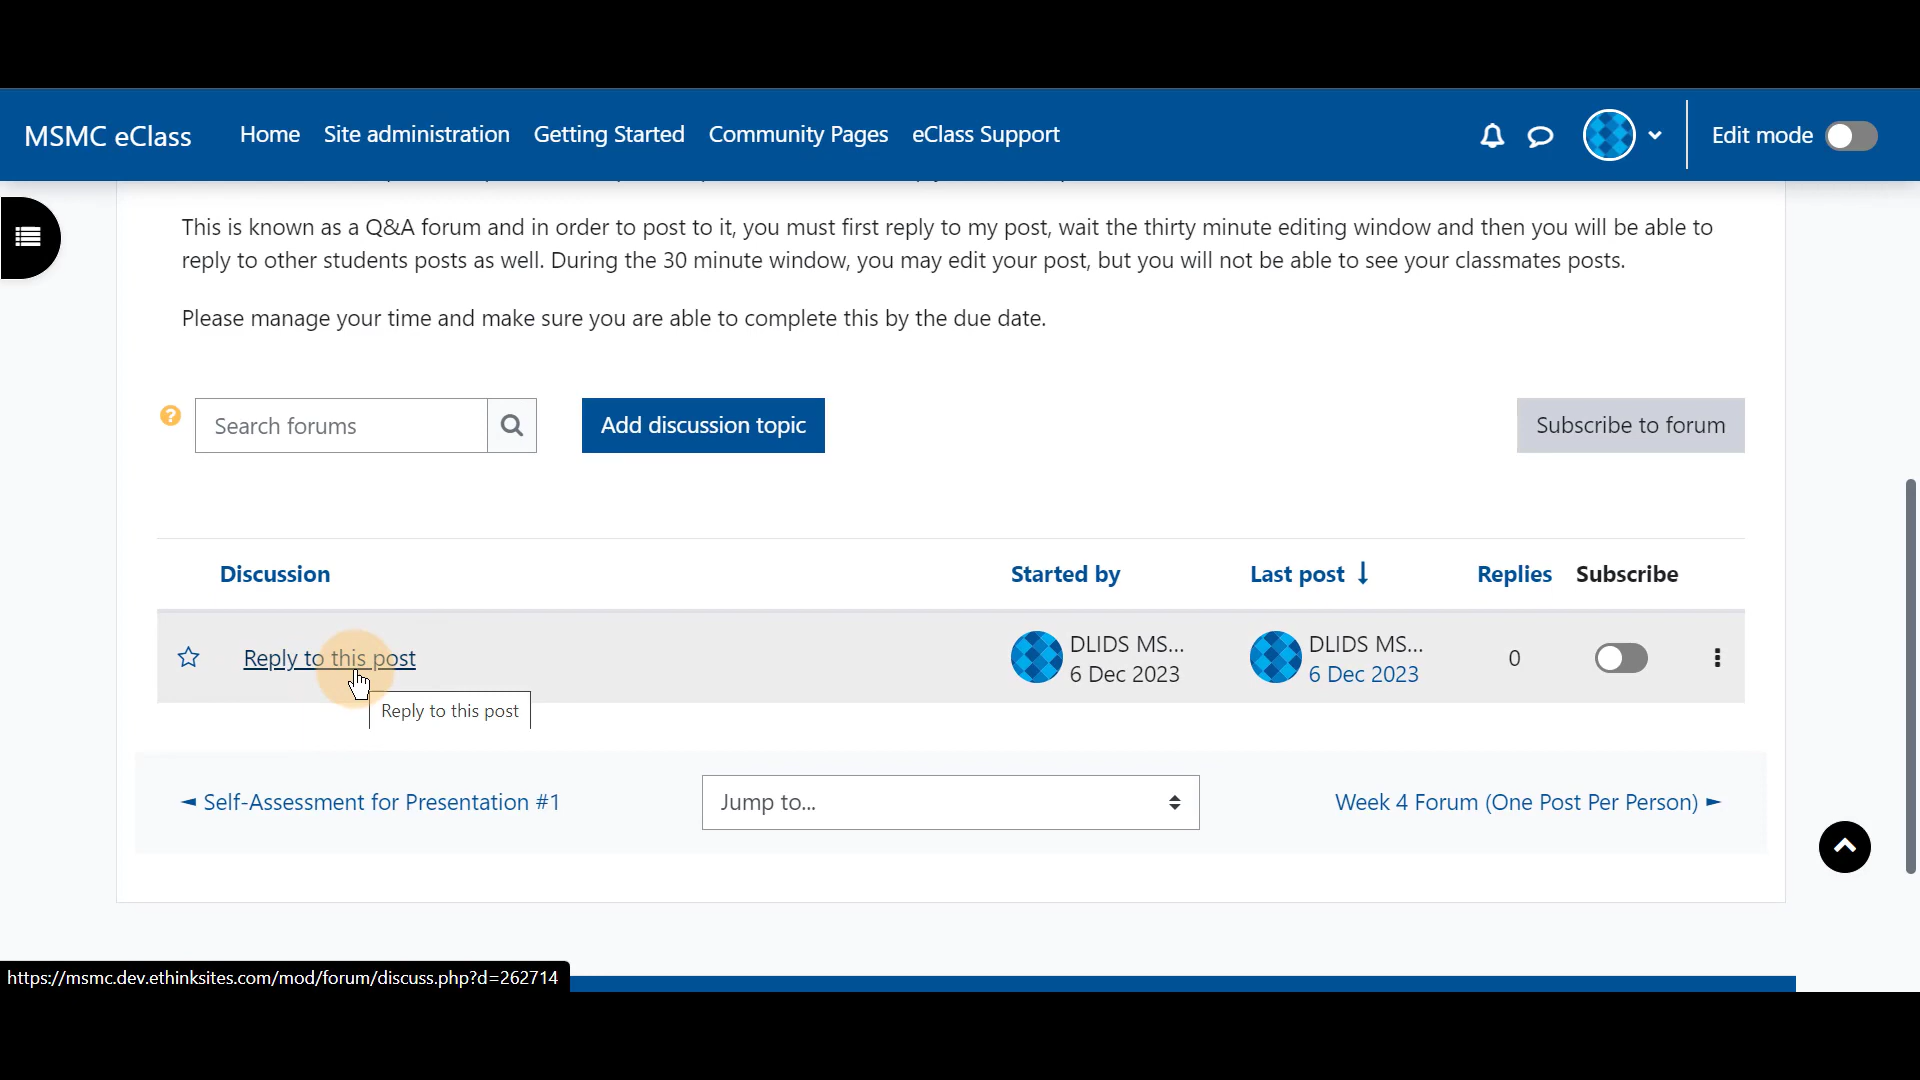 MSMC eClass Home Site administration Getting Started Community Pages eClass Support Edit mode
This is known as a Q&A forum and in order to post to it, you must first reply to my post, wait the thirty minute editing window and then you will be able to
reply to other students posts as well. During the 30 minute window, you may edit your post, but you will not be able to see your classmates posts.
Please manage your time and make sure you are able to complete this by the due date.
Search forums Add discussion topic Subscribe to forum
Discussion Started by Last post ↓ Replies Subscribe
Reply to this post DLIDS MS... 6 Dec 2023 DLIDS MS... 6 Dec 2023 0
Reply to this post
◄ Self-Assessment for Presentation #1 Jump to... Week 4 Forum (One Post Per Person) ►
https://msmc.dev.ethinksites.com/mod/forum/discuss.php?d=262714